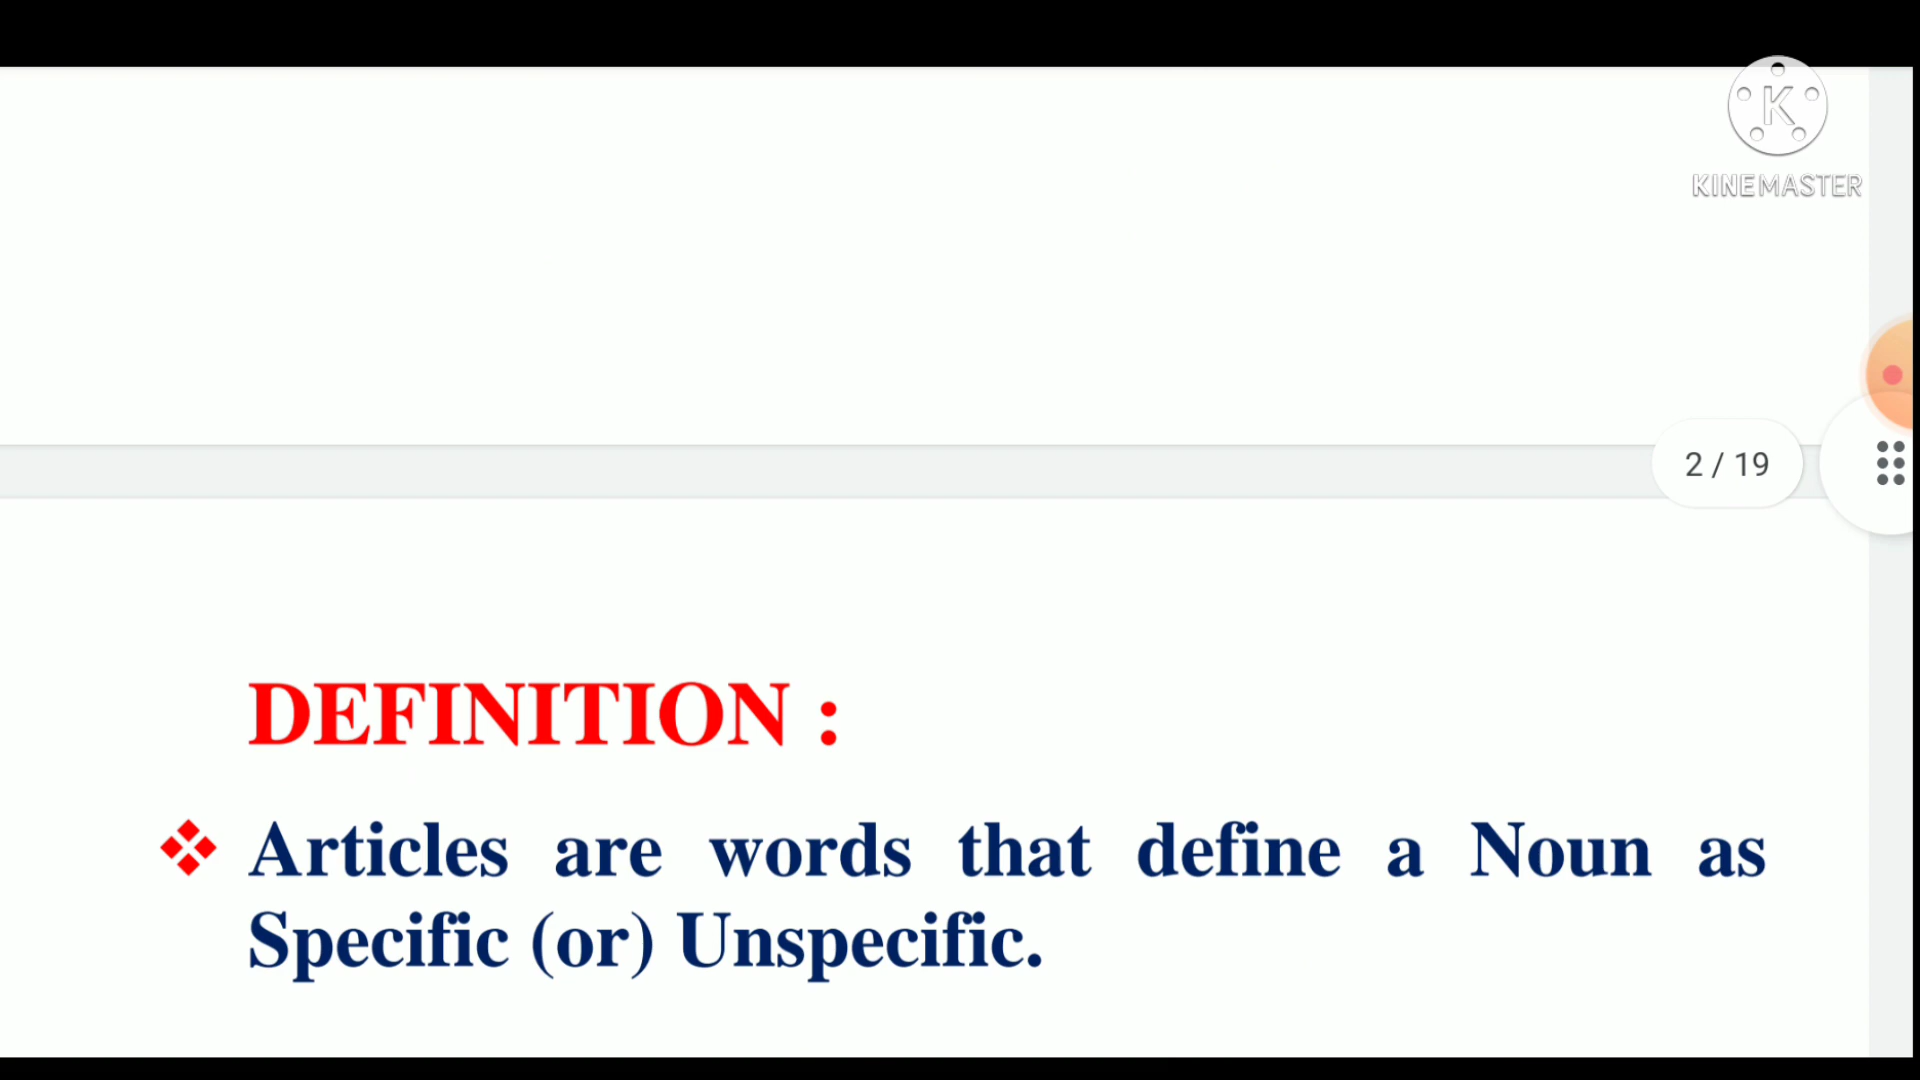 K
KINEMASTER
2 / 19
DEFINITION :
Articles are words that define a Noun as
Specific (or) Unspecific.